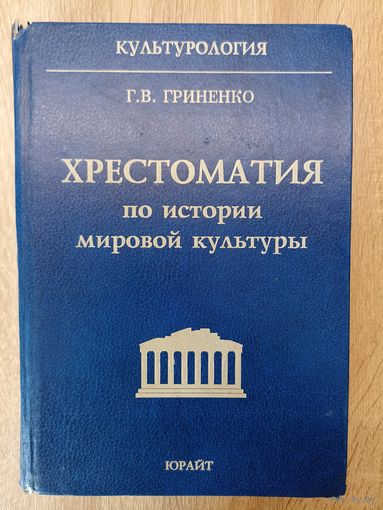 КУЛЬТУРОЛОГИЯ
Г.В. ГРИНЕНКО
ХРЕСТОМАТИЯ
по истории
мировой культуры
ЮРАЙТ